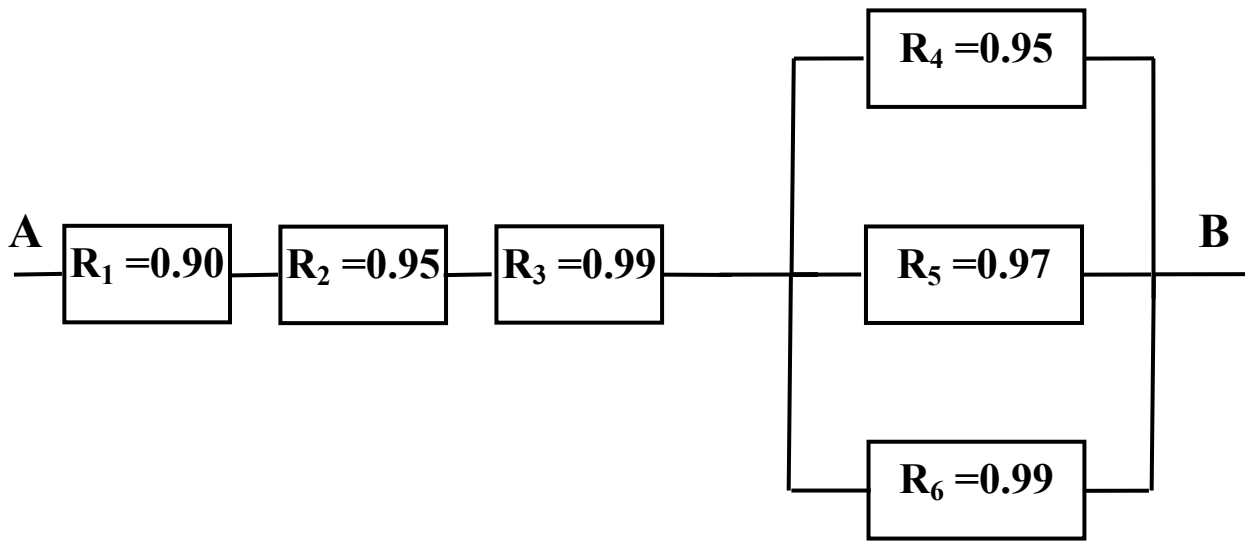 R₄ =0.95
A
R₁ =0.90
R₂ =0.95
R₃ =0.99
R₅ =0.97
B
R₆ =0.99